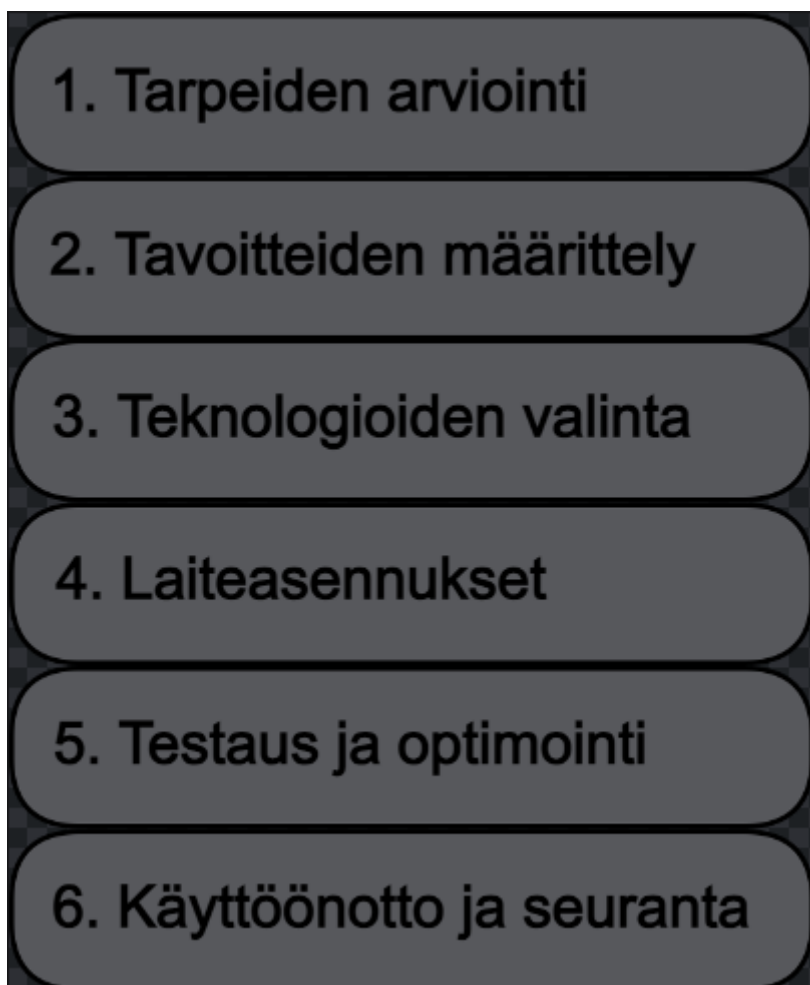 1. Tarpeiden arviointi
2. Tavoitteiden määrittely
3. Teknologioiden valinta
4. Laiteasennukset
5. Testaus ja optimointi
6. Käyttöönotto ja seuranta